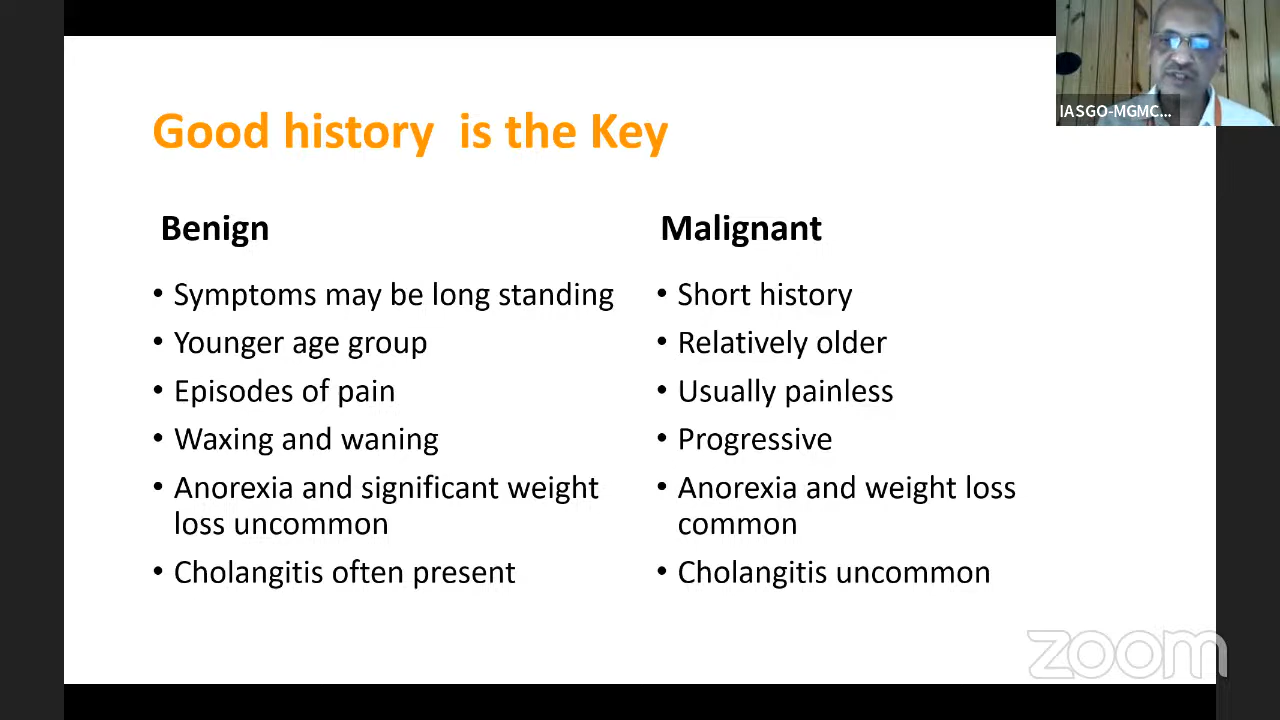 IASGO-MGMC...
Good history is the Key
Benign
• Symptoms may be long standing
• Younger age group
• Episodes of pain
• Waxing and waning
• Anorexia and significant weight
loss uncommon
• Cholangitis often present
Malignant
• Short history
• Relatively older
• Usually painless
• Progressive
• Anorexia and weight loss
common
• Cholangitis uncommon
zoom